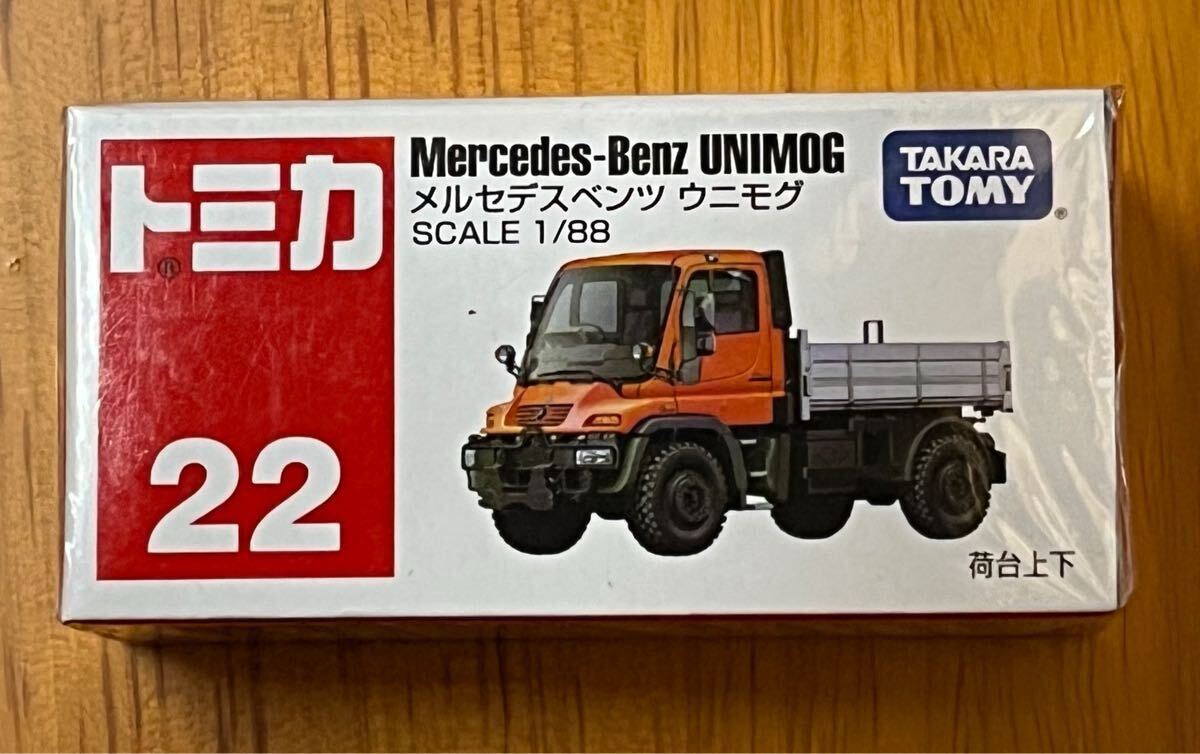 トミカ
®
22
Mercedes-Benz UNIMOG
メルセデスベンツ ウニモグ
SCALE 1/88
TAKARA
TOMY
®
荷台上下